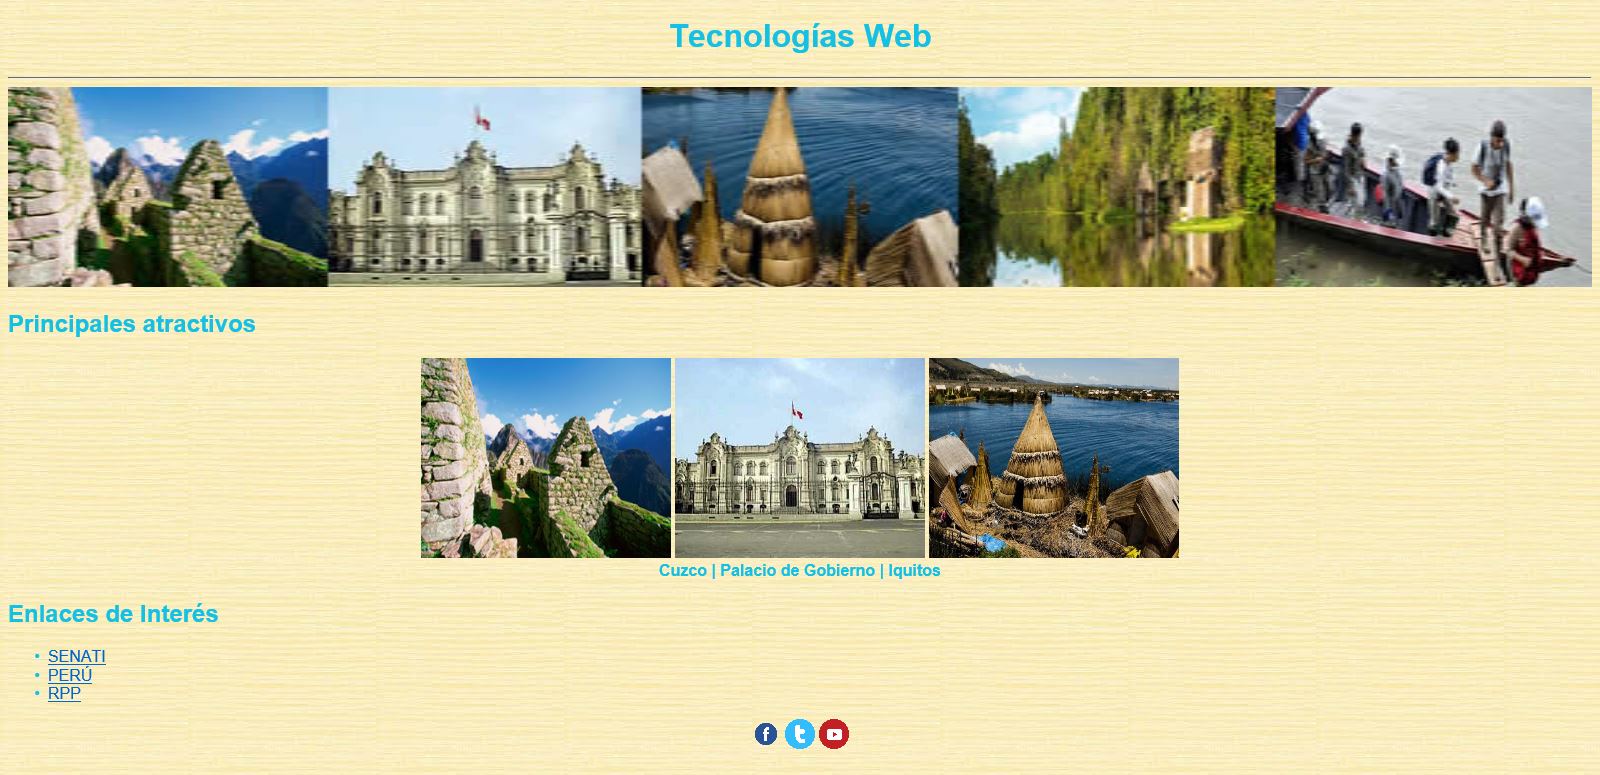 Tecnologías Web
Principales atractivos
Cuzco | Palacio de Gobierno | Iquitos
Enlaces de Interés
• SENATI
• PERÚ
• RPP